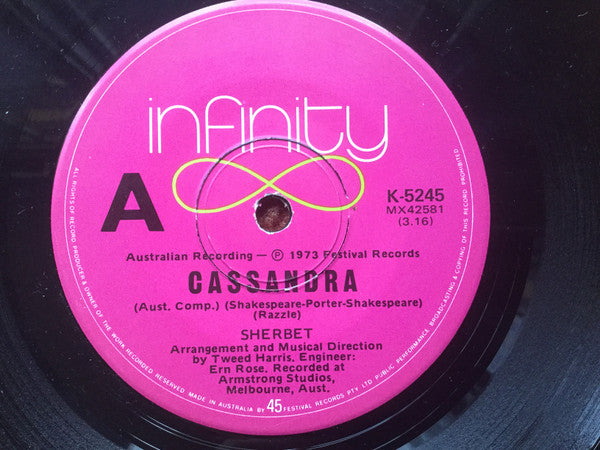 infinity
A
K-5245
MX42581
(3.16)
Australian Recording — ℗ 1973 Festival Records
CASSANDRA
(Aust. Comp.) (Shakespeare-Porter-Shakespeare)
(Razzle)
SHERBET
Arrangement and Musical Direction
by Tweed Harris. Engineer:
Ern Rose. Recorded at
Armstrong Studios,
Melbourne, Aust.
ALL RIGHTS OF RECORD PRODUCER & OWNER OF THE WORK RECORDED RESERVED MADE IN AUSTRALIA BY 45 FESTIVAL RECORDS PTY LTD PUBLIC PERFORMANCE BROADCASTING & COPYING OF THIS RECORD PROHIBITED